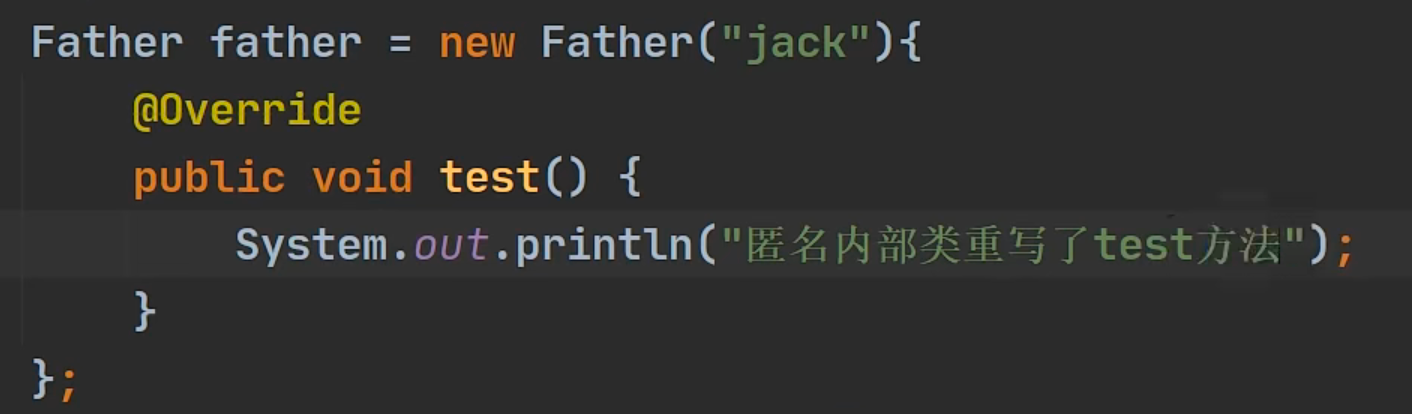 Father father = new Father("jack"){
@Override
public void test() {
System.out.println("匿名内部类重写了test方法");
}
};